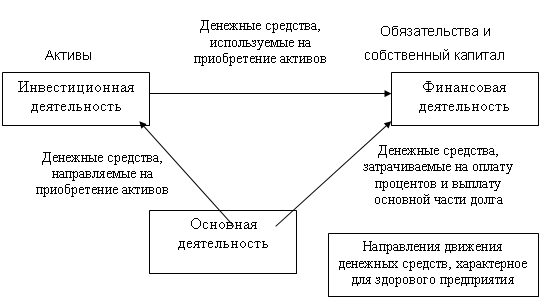 Денежные средства,
используемые на
приобретение активов
Обязательства и
собственный капитал
Активы
Инвестиционная
деятельность
Финансовая
деятельность
Денежные средства,
направляемые на
приобретение активов
Денежные средства,
затрачиваемые на оплату
процентов и выплату
основной части долга
Основная
деятельность
Направления движения
денежных средств, характерное
для здорового предприятия